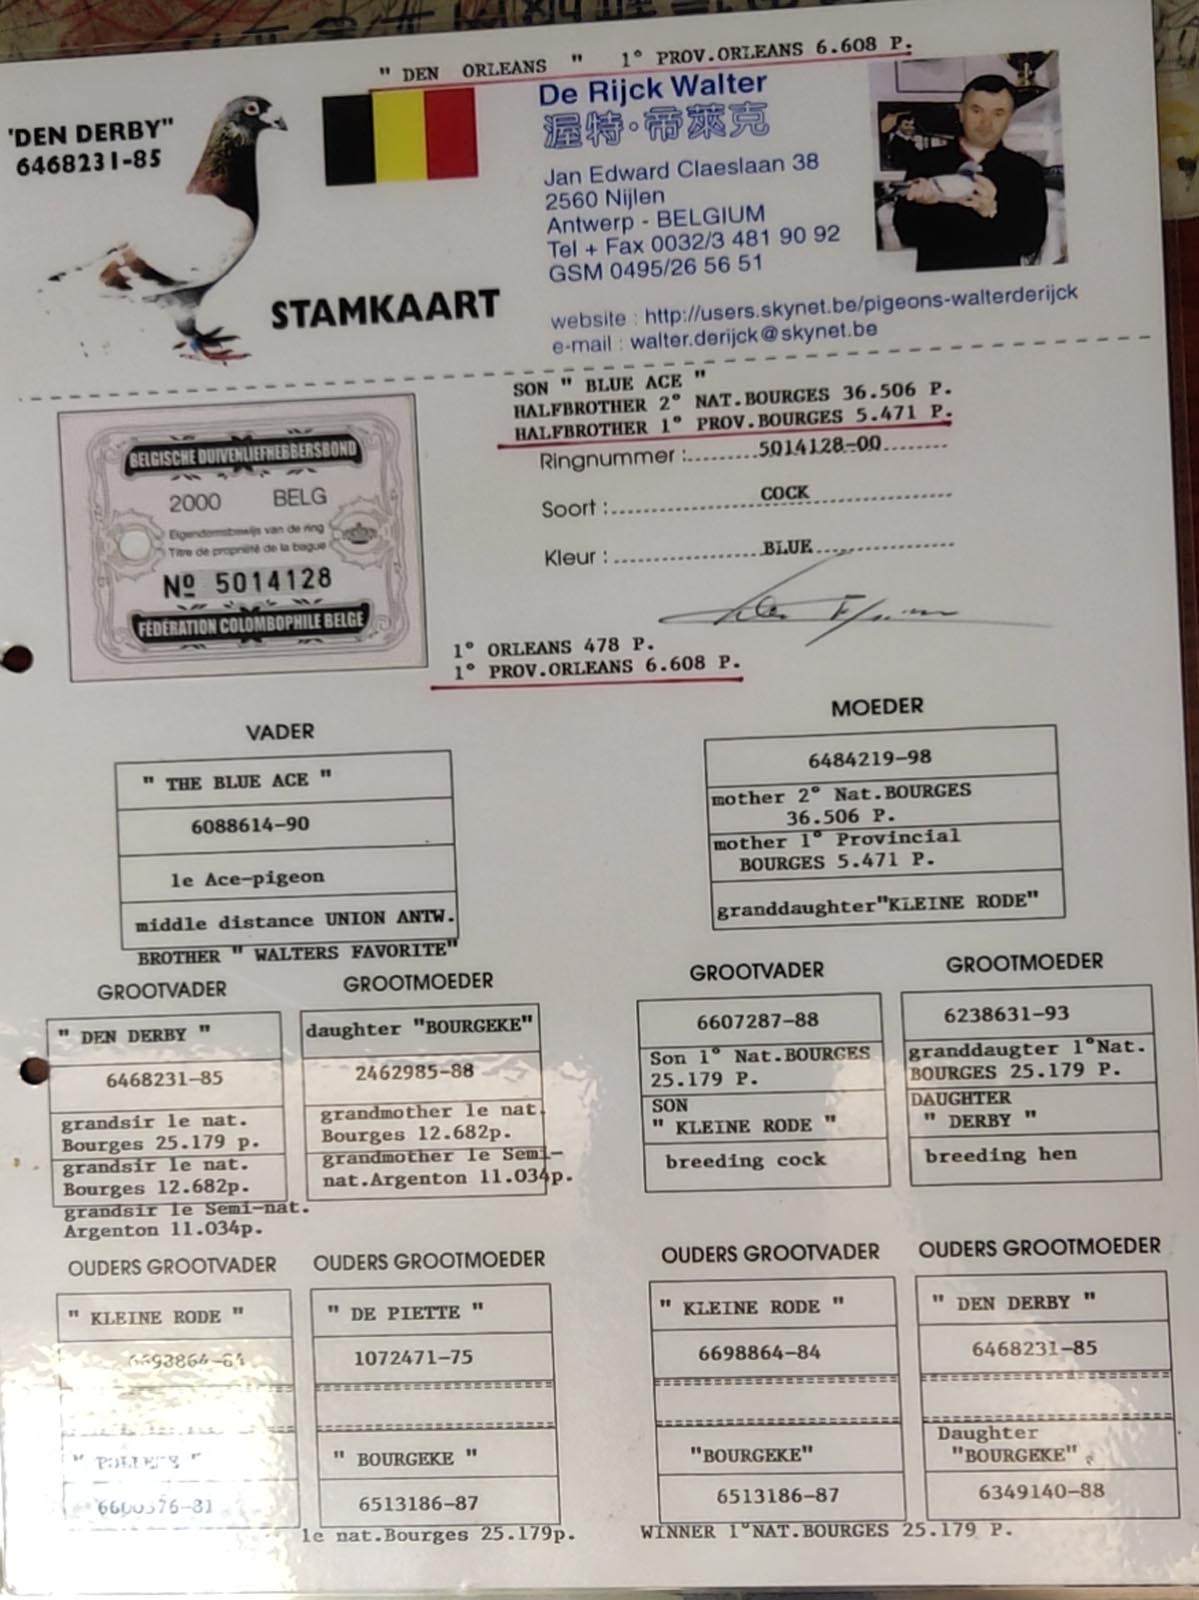 " DEN ORLEANS " 1° PROV.ORLEANS 6.608 P.
'DEN DERBY"
6468231-85
De Rijck Walter
渥特·帝萊克
Jan Edward Claeslaan 38
2560 Nijlen
Antwerp - BELGIUM
Tel + Fax 0032/3 481 90 92
GSM 0495/26 56 51
STAMKAART
website : http://users.skynet.be/pigeons-walterderijck
e-mail : walter.derijck@skynet.be
SON " BLUE ACE "
HALFBROTHER 2° NAT.BOURGES 36.506 P.
HALFBROTHER 1° PROV.BOURGES 5.471 P.
Ringnummer :........5014128-00........
Soort :........COCK........
Kleur :........BLUE........
BELGISCHE DUIVENLIEFHEBBERSBOND
2000 BELG
Eigendomsbewijs van de ring
Titre de propriété de la bague
Nº 5014128
FÉDÉRATION COLOMBOPHILE BELGE
1° ORLEANS 478 P.
1° PROV.ORLEANS 6.608 P.
VADER
" THE BLUE ACE "
6088614-90
1e Ace-pigeon
middle distance UNION ANTW.
BROTHER " WALTERS FAVORITE"
MOEDER
6484219-98
mother 2° Nat.BOURGES
36.506 P.
mother 1° Provincial
BOURGES 5.471 P.
granddaughter"KLEINE RODE"
GROOTVADER
" DEN DERBY "
6468231-85
grandsir 1e nat.
Bourges 25.179 p.
grandsir 1e nat.
Bourges 12.682p.
grandsir 1e Semi-nat.
Argenton 11.034p.
GROOTMOEDER
daughter "BOURGEKE"
2462985-88
grandmother 1e nat.
Bourges 12.682p.
grandmother 1e Semi-
nat.Argenton 11.034p.
GROOTVADER
6607287-88
Son 1° Nat.BOURGES
25.179 P.
SON
" KLEINE RODE "
breeding cock
GROOTMOEDER
6238631-93
granddaugter 1°Nat.
BOURGES 25.179 P.
DAUGHTER
" DERBY "
breeding hen
OUDERS GROOTVADER
" KLEINE RODE "
OUDERS GROOTMOEDER
" DE PIETTE "
1072471-75
" BOURGEKE "
6513186-87
1e nat.Bourges 25.179p.
OUDERS GROOTVADER
" KLEINE RODE "
6698864-84
"BOURGEKE"
6513186-87
WINNER 1°NAT.BOURGES 25.179 P.
OUDERS GROOTMOEDER
" DEN DERBY "
6468231-85
Daughter
"BOURGEKE"
6349140-88